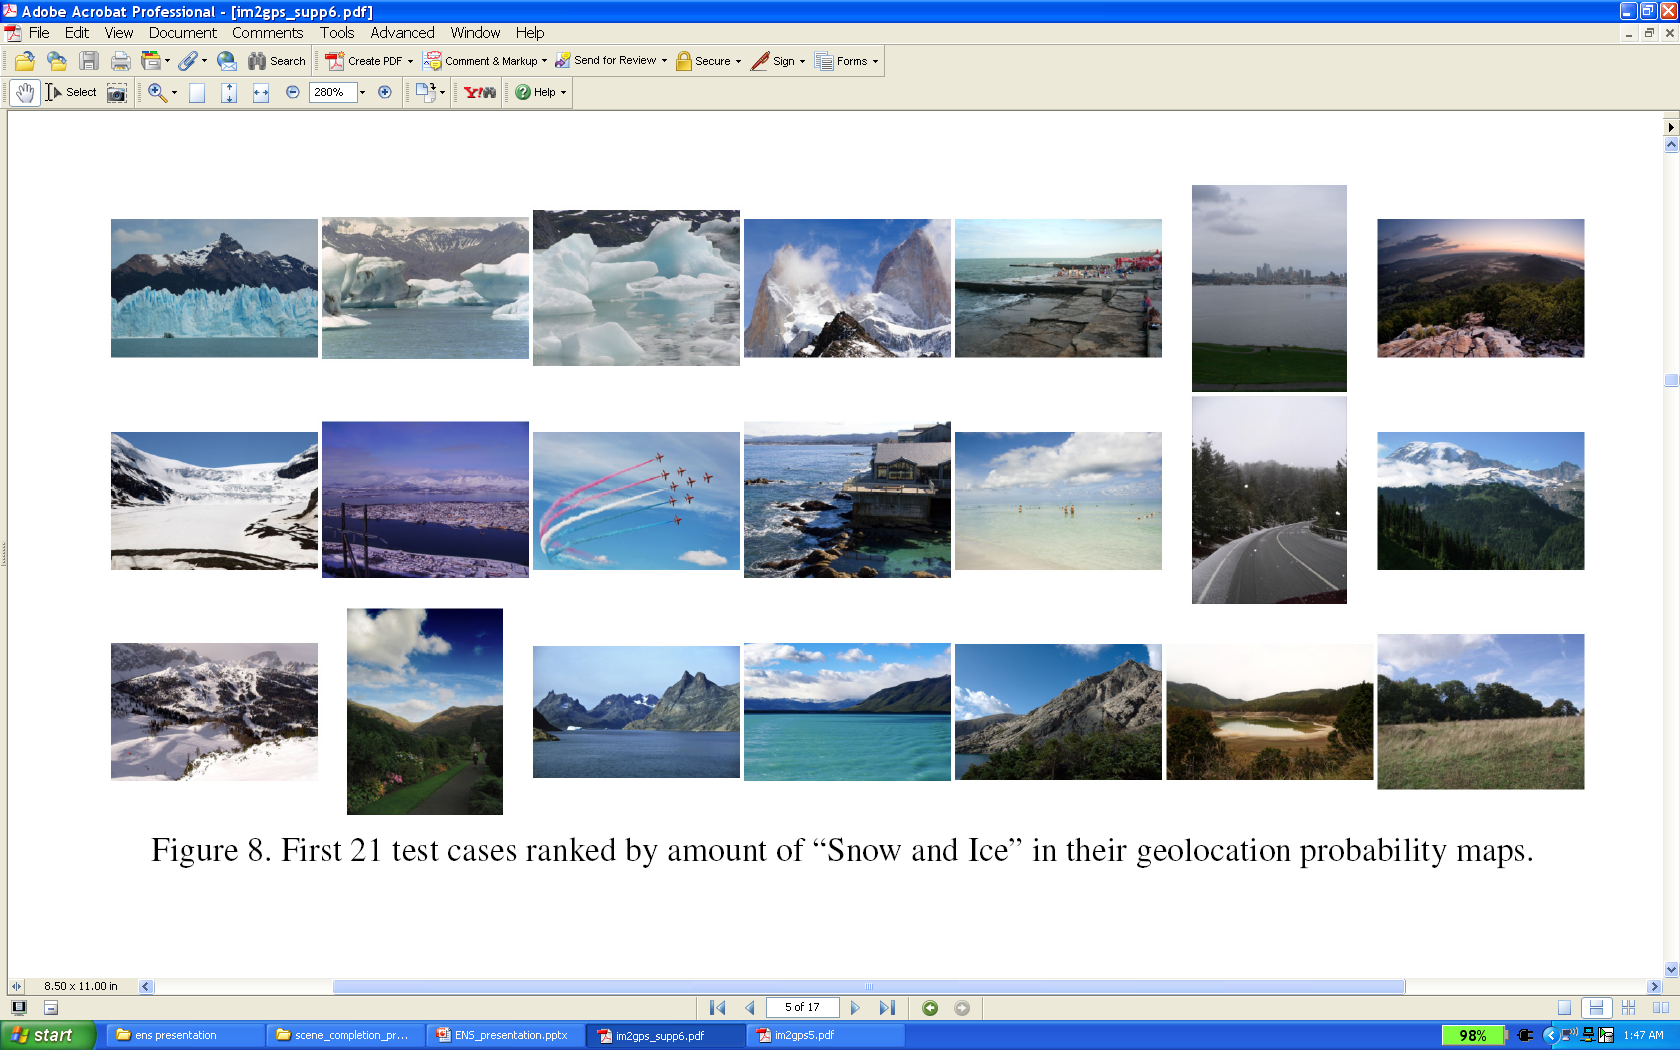 Adobe Acrobat Professional - [im2gps_supp6.pdf]
File Edit View Document Comments Tools Advanced Window Help
Search Create PDF Comment & Markup Send for Review Secure Sign Forms
Select 280% Y! Help
Figure 8. First 21 test cases ranked by amount of “Snow and Ice” in their geolocation probability maps.
8.50 x 11.00 in
5 of 17
start ens presentation scene_completion_pr... ENS_presentation.pptx im2gps_supp6.pdf im2gps5.pdf 98% 1:47 AM